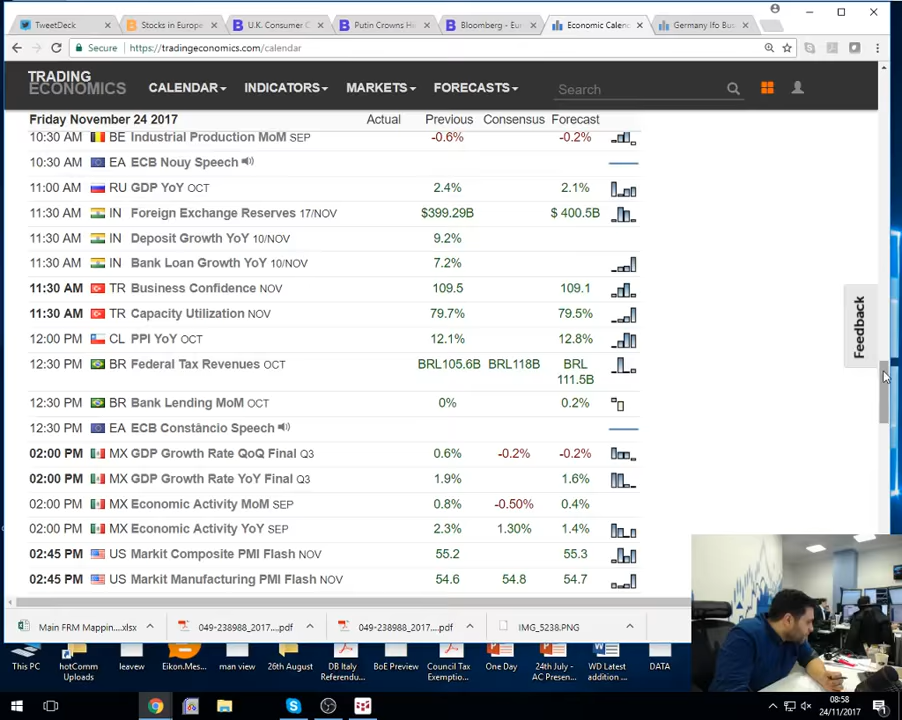 TweetDeck
Stocks in Europe
U.K. Consumer C
Putin Crowns He
Bloomberg - Eur
Economic Calen
Germany Ifo Bus
Secure | https://tradingeconomics.com/calendar
TRADING
ECONOMICS
CALENDAR INDICATORS MARKETS FORECASTS Search
Friday November 24 2017 Actual Previous Consensus Forecast
10:30 AM BE Industrial Production MoM SEP -0.6% -0.2%
10:30 AM EA ECB Nouy Speech
11:00 AM RU GDP YoY OCT 2.4% 2.1%
11:30 AM IN Foreign Exchange Reserves 17/NOV $399.29B $ 400.5B
11:30 AM IN Deposit Growth YoY 10/NOV 9.2%
11:30 AM IN Bank Loan Growth YoY 10/NOV 7.2%
11:30 AM TR Business Confidence NOV 109.5 109.1
11:30 AM TR Capacity Utilization NOV 79.7% 79.5%
12:00 PM CL PPI YoY OCT 12.1% 12.8%
12:30 PM BR Federal Tax Revenues OCT BRL105.6B BRL118B BRL
111.5B
12:30 PM BR Bank Lending MoM OCT 0% 0.2%
12:30 PM EA ECB Constâncio Speech
02:00 PM MX GDP Growth Rate QoQ Final Q3 0.6% -0.2% -0.2%
02:00 PM MX GDP Growth Rate YoY Final Q3 1.9% 1.6%
02:00 PM MX Economic Activity MoM SEP 0.8% -0.50% 0.4%
02:00 PM MX Economic Activity YoY SEP 2.3% 1.30% 1.4%
02:45 PM US Markit Composite PMI Flash NOV 55.2 55.3
02:45 PM US Markit Manufacturing PMI Flash NOV 54.6 54.8 54.7
Feedback
Main FRM Mappin....xlsx
049-238988_2017....pdf
049-238988_2017....pdf
IMG_5238.PNG
This PC
hotComm
Uploads
leavew
Eikon.Mes...
man view
26th August
DB Italy
Referendu...
BoE Preview
Council Tax
Exemptio...
One Day
24th July -
AC Presen...
WD Latest
addition ...
DATA
08:58
24/11/2017